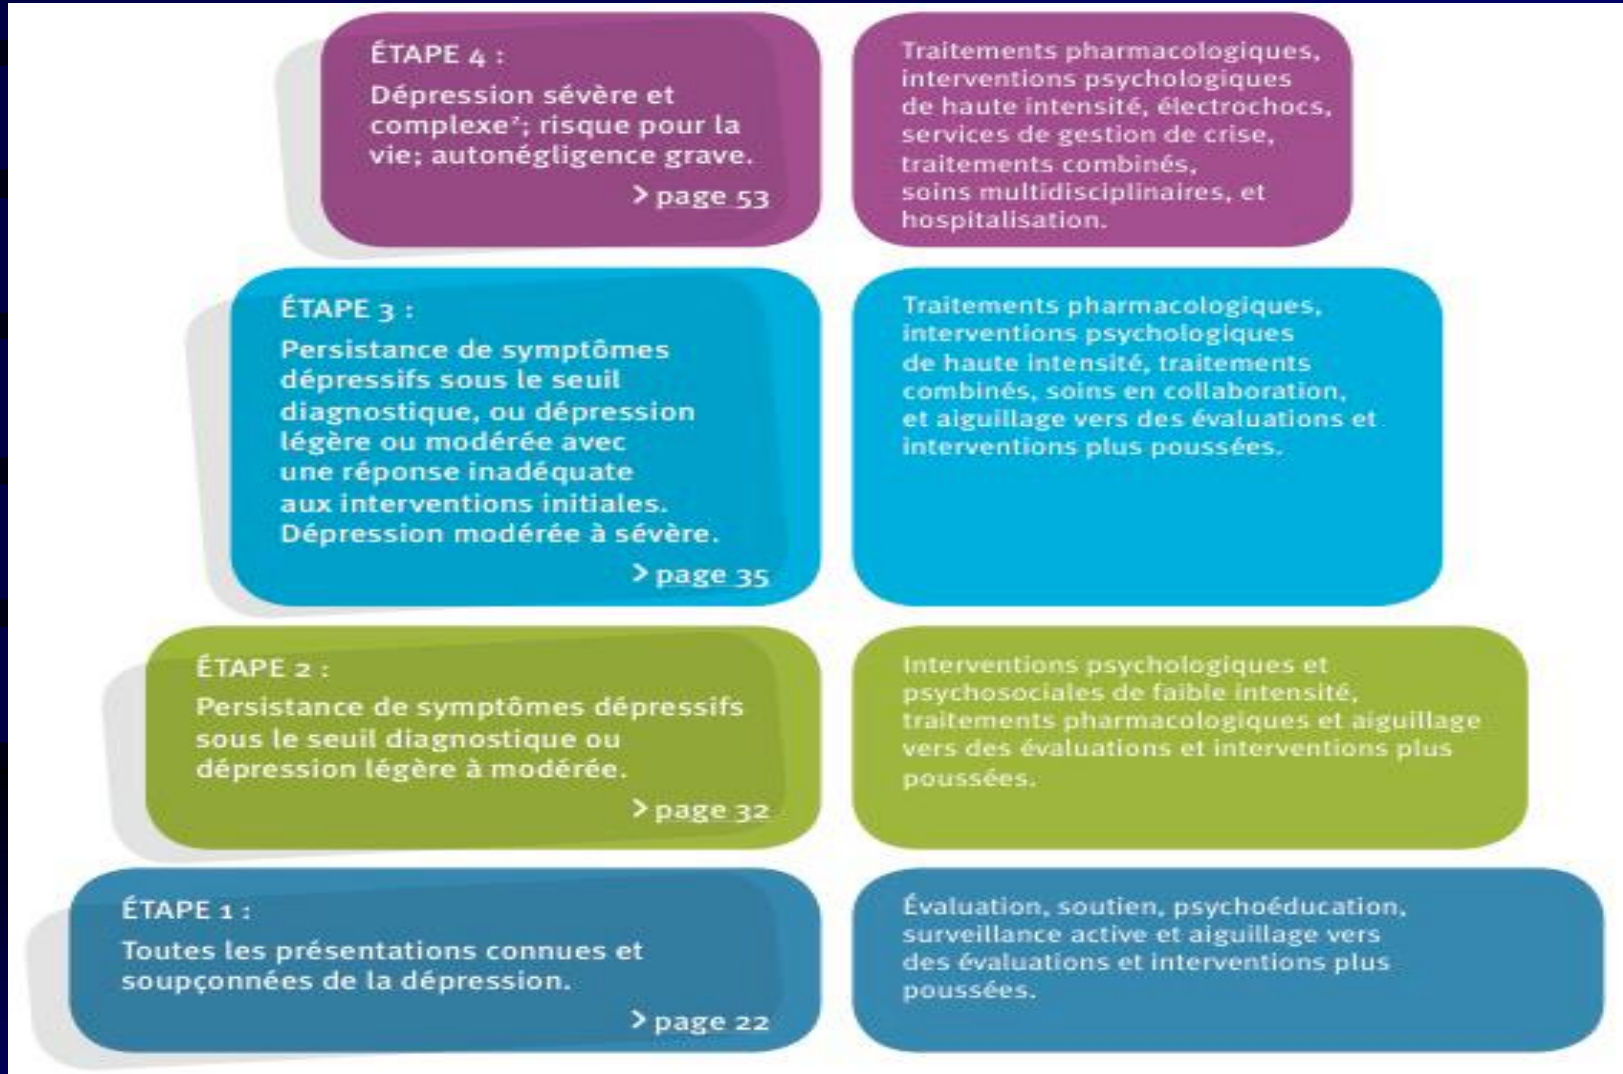 ÉTAPE 4 :
Dépression sévère et
complexe²; risque pour la
vie; autonégligence grave.
> page 53
Traitements pharmacologiques,
interventions psychologiques
de haute intensité, électrochocs,
services de gestion de crise,
traitements combinés,
soins multidisciplinaires, et
hospitalisation.
ÉTAPE 3 :
Persistance de symptômes
dépressifs sous le seuil
diagnostique, ou dépression
légère ou modérée avec
une réponse inadéquate
aux interventions initiales.
Dépression modérée à sévère.
> page 35
Traitements pharmacologiques,
interventions psychologiques
de haute intensité, traitements
combinés, soins en collaboration,
et aiguillage vers des évaluations et
interventions plus poussées.
ÉTAPE 2 :
Persistance de symptômes dépressifs
sous le seuil diagnostique ou
dépression légère à modérée.
> page 32
Interventions psychologiques et
psychosociales de faible intensité,
traitements pharmacologiques et aiguillage
vers des évaluations et interventions plus
poussées.
ÉTAPE 1 :
Toutes les présentations connues et
soupçonnées de la dépression.
> page 22
Évaluation, soutien, psychoéducation,
surveillance active et aiguillage vers
des évaluations et interventions plus
poussées.